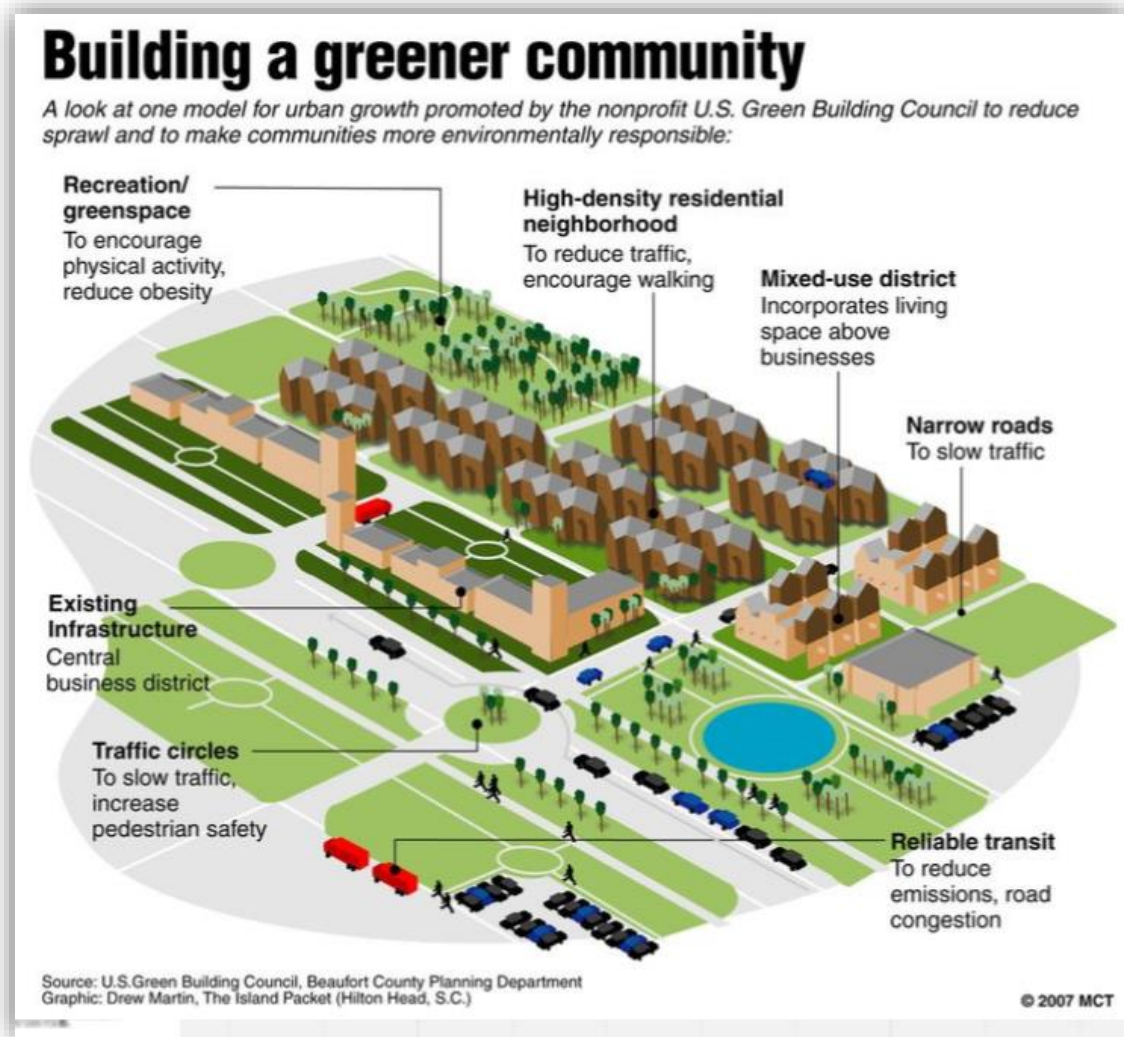 Building a greener community
A look at one model for urban growth promoted by the nonprofit U.S. Green Building Council to reduce
sprawl and to make communities more environmentally responsible:
Recreation/
greenspace
To encourage
physical activity,
reduce obesity
High-density residential
neighborhood
To reduce traffic,
encourage walking
Mixed-use district
Incorporates living
space above
businesses
Narrow roads
To slow traffic
Existing
Infrastructure
Central
business district
Traffic circles
To slow traffic,
increase
pedestrian safety
Reliable transit
To reduce
emissions, road
congestion
Source: U.S.Green Building Council, Beaufort County Planning Department
Graphic: Drew Martin, The Island Packet (Hilton Head, S.C.)
© 2007 MCT